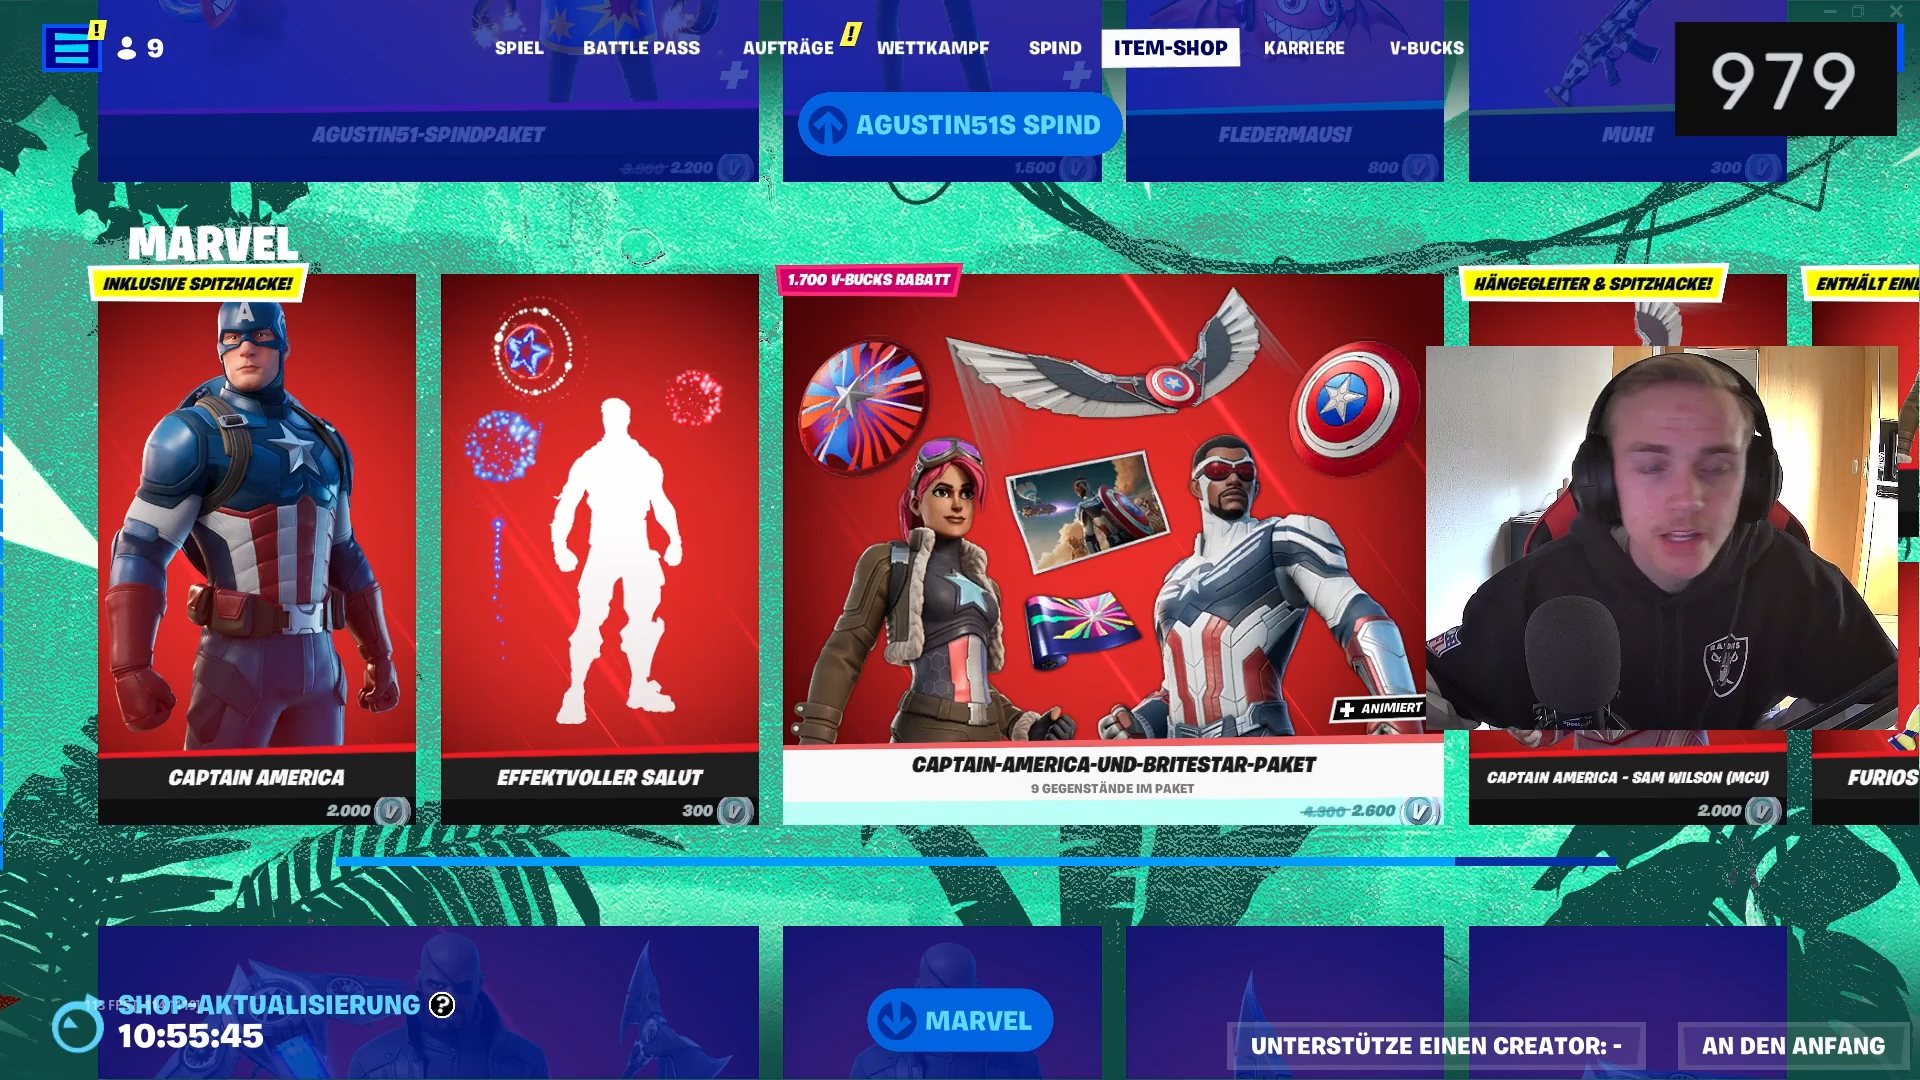 9
SPIEL
BATTLE PASS
AUFTRÄGE
WETTKAMPF
SPIND
ITEM-SHOP
KARRIERE
V-BUCKS
979
AGUSTIN51-SPINDPAKET
3.900 2.200
AGUSTIN51S SPIND
1.500
FLEDERMAUSI
800
MUH!
300
MARVEL
INKLUSIVE SPITZHACKE!
1.700 V-BUCKS RABATT
HÄNGEGLEITER & SPITZHACKE!
ENTHÄLT EIN
ANIMIERT
RAIDERS
CAPTAIN AMERICA
2.000
EFFEKTVOLLER SALUT
300
CAPTAIN-AMERICA-UND-BRITESTAR-PAKET
9 GEGENSTÄNDE IM PAKET
4.300 2.600
CAPTAIN AMERICA - SAM WILSON (MCU)
2.000
FURIOS
SHOP-AKTUALISIERUNG ?
10:55:45
MARVEL
UNTERSTÜTZE EINEN CREATOR: -
AN DEN ANFANG